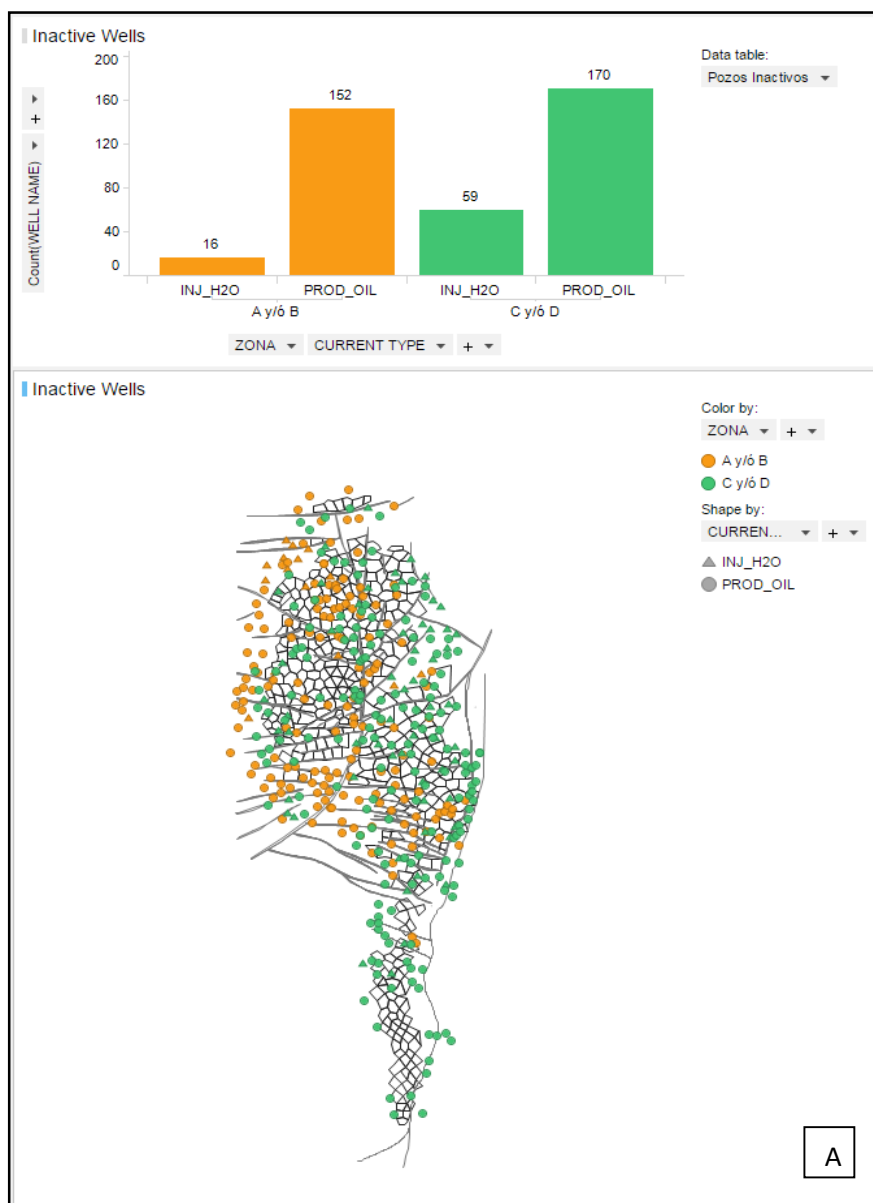 Inactive Wells
Data table:
Pozos Inactivos
Count(WELL NAME)
+
200
160
120
80
40
0
16
152
59
170
INJ_H2O PROD_OIL INJ_H2O PROD_OIL
A y/ó B C y/ó D
ZONA CURRENT TYPE +
Inactive Wells
Color by:
ZONA +
A y/ó B
C y/ó D
Shape by:
CURREN... +
INJ_H2O
PROD_OIL
A